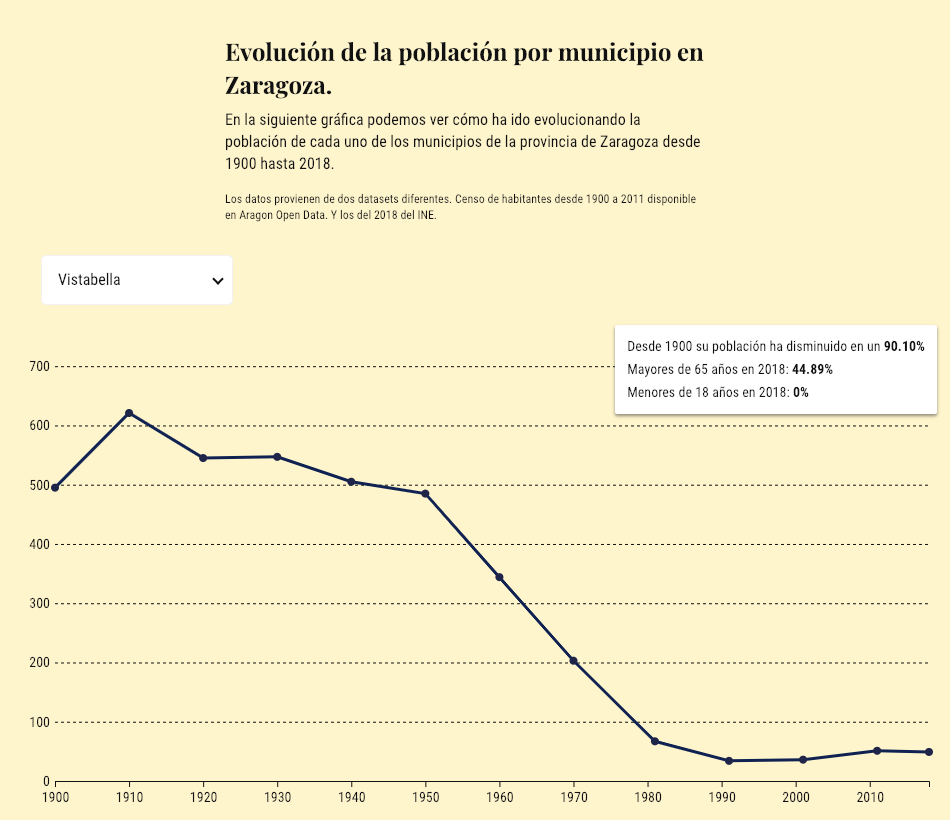 Evolución de la población por municipio en
Zaragoza.
En la siguiente gráfica podemos ver cómo ha ido evolucionando la
población de cada uno de los municipios de la provincia de Zaragoza desde
1900 hasta 2018.
Los datos provienen de dos datasets diferentes. Censo de habitantes desde 1900 a 2011 disponible
en Aragon Open Data. Y los del 2018 del INE.
Vistabella
Desde 1900 su población ha disminuido en un 90.10%
Mayores de 65 años en 2018: 44.89%
Menores de 18 años en 2018: 0%
700
600
500
400
300
200
100
0
1900 1910 1920 1930 1940 1950 1960 1970 1980 1990 2000 2010